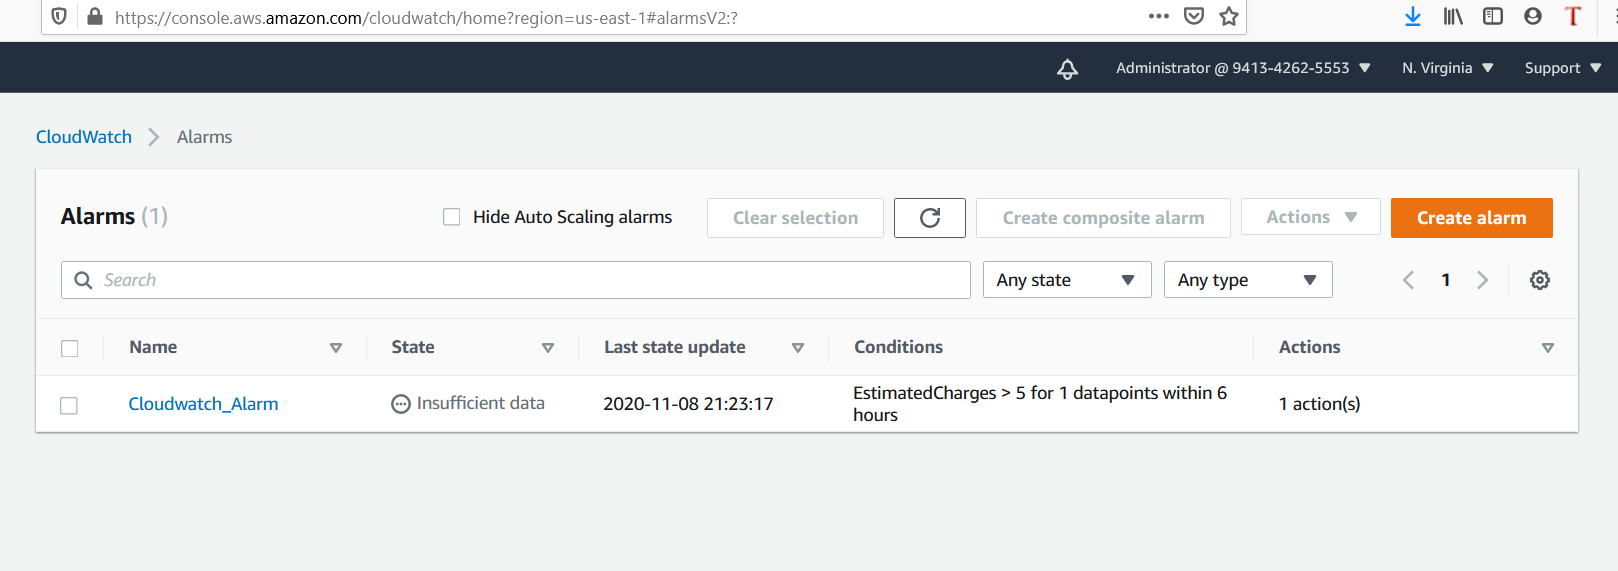 https://console.aws.amazon.com/cloudwatch/home?region=us-east-1#alarmsV2:?
T
Administrator @ 9413-4262-5553 N. Virginia Support
CloudWatch Alarms
Alarms (1) Hide Auto Scaling alarms Clear selection Create composite alarm Actions Create alarm
Search Any state Any type 1
Name State Last state update Conditions Actions
Cloudwatch_Alarm Insufficient data 2020-11-08 21:23:17 EstimatedCharges > 5 for 1 datapoints within 6 1 action(s)
hours